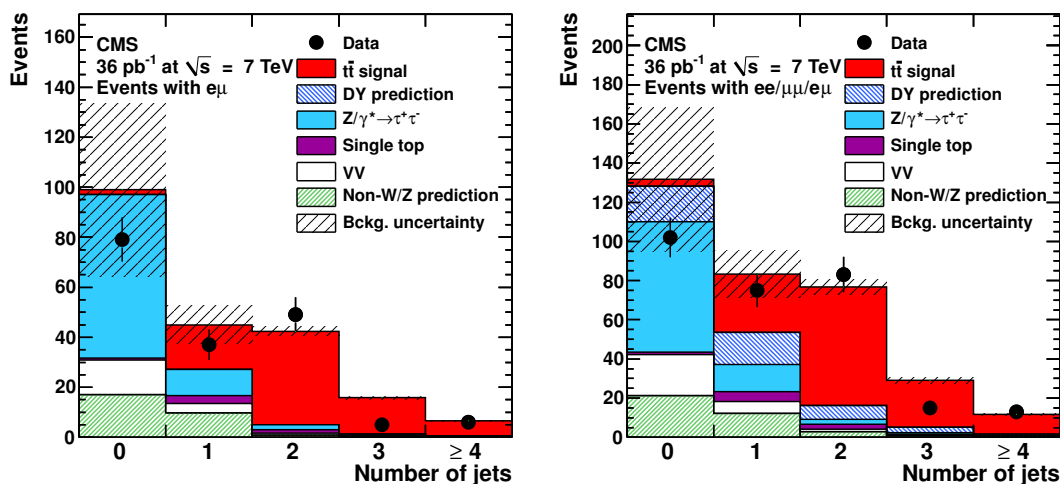 Events
160
140
120
100
80
60
40
20
0
CMS
36 pb⁻¹ at √s = 7 TeV
Events with eμ
Data
tt̄ signal
DY prediction
Z/γ*→τ⁺τ⁻
Single top
VV
Non-W/Z prediction
Bckg. uncertainty
0 1 2 3 ≥ 4
Number of jets
Events
200
180
160
140
120
100
80
60
40
20
0
CMS
36 pb⁻¹ at √s = 7 TeV
Events with ee/μμ/eμ
Data
tt̄ signal
DY prediction
Z/γ*→τ⁺τ⁻
Single top
VV
Non-W/Z prediction
Bckg. uncertainty
0 1 2 3 ≥ 4
Number of jets